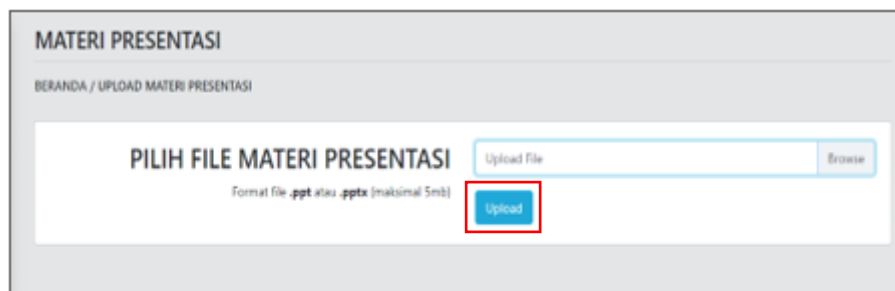 MATERI PRESENTASI
BERANDA / UPLOAD MATERI PRESENTASI
PILIH FILE MATERI PRESENTASI
Format file .ppt atau .pptx (maksimal 5mb)
Upload File
Browse
Upload